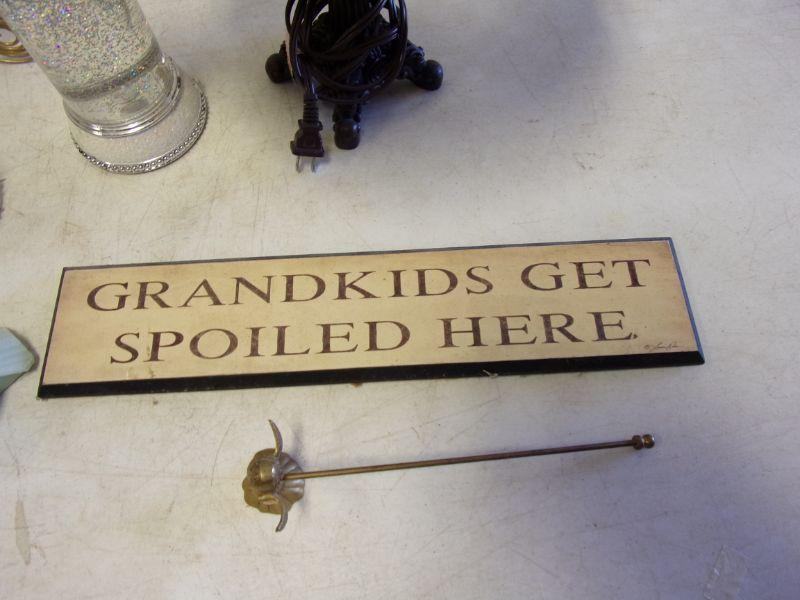 GRANDKIDS GET
SPOILED HERE.